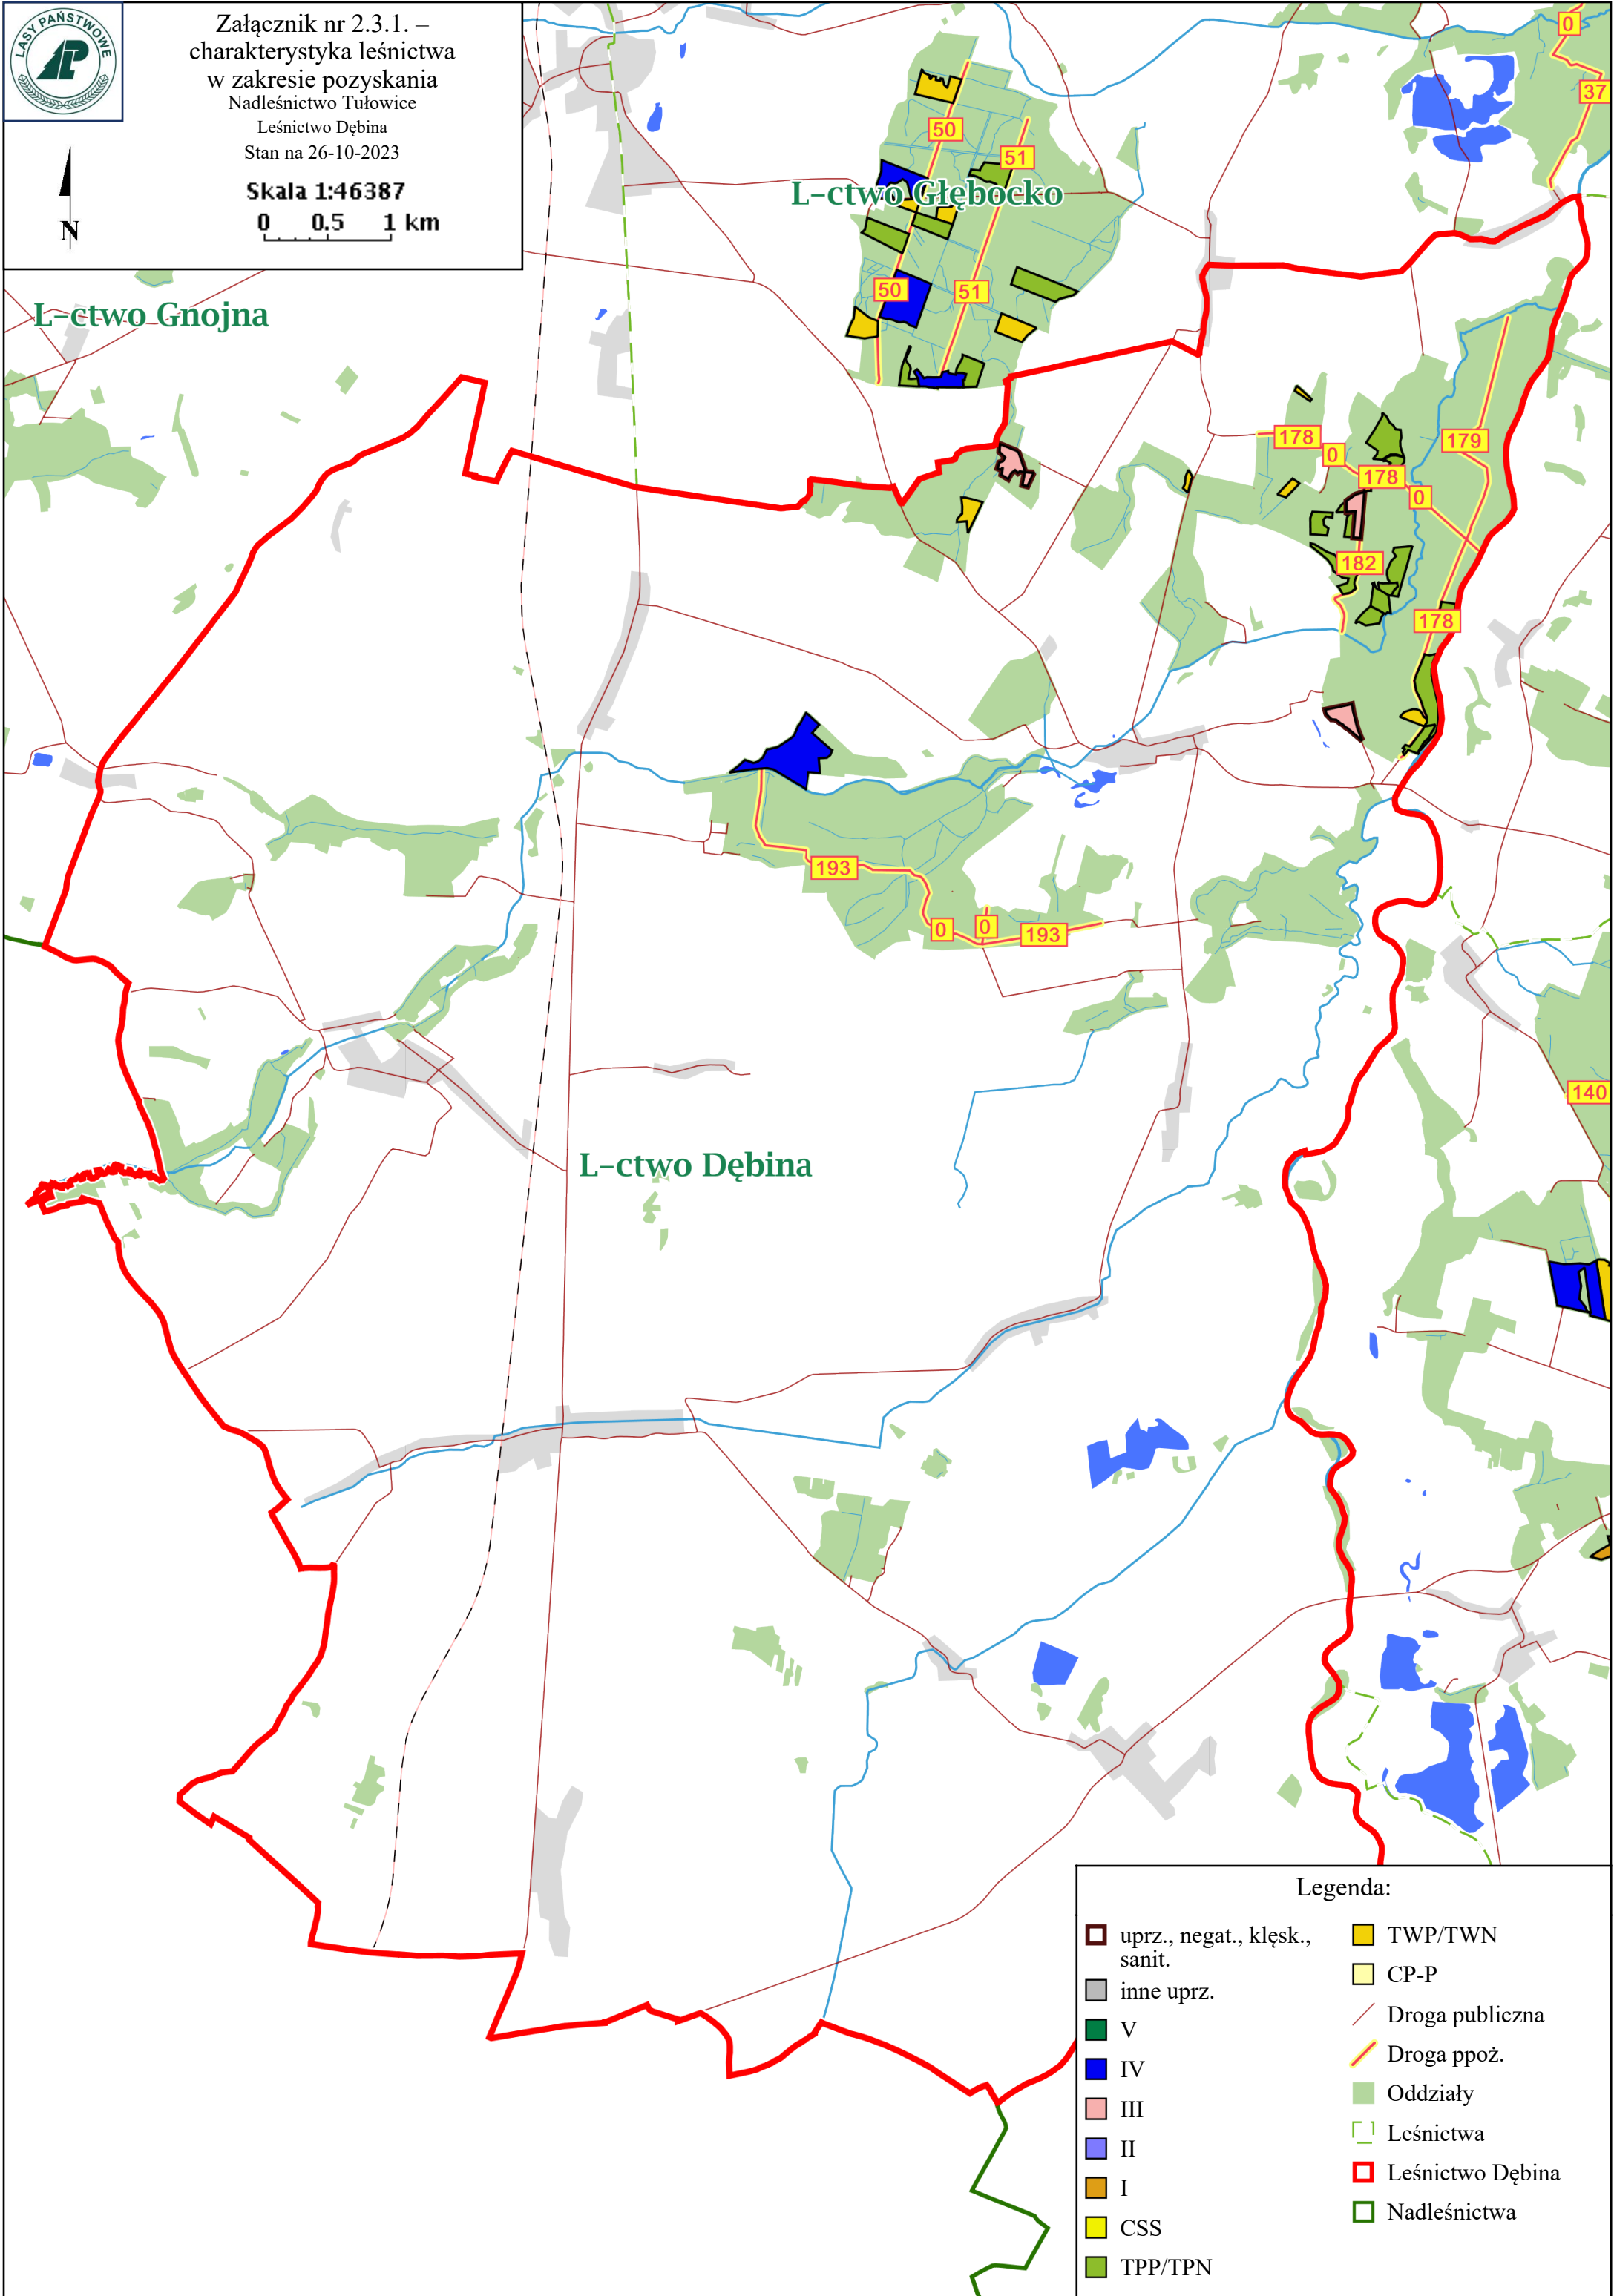 LASY PAŃSTWOWE
Załącznik nr 2.3.1. –
charakterystyka leśnictwa
w zakresie pozyskania
Nadleśnictwo Tułowice
Leśnictwo Dębina
Stan na 26-10-2023
Skala 1:46387
0 0.5 1 km
N
0
37
50
51
L-ctwo Głębocko
50
51
L-ctwo Gnojna
178
0
179
178
0
182
178
193
0
0
193
140
L-ctwo Dębina
Legenda:
uprz., negat., klęsk.,
sanit.
inne uprz.
V
IV
III
II
I
CSS
TPP/TPN
TWP/TWN
CP-P
Droga publiczna
Droga ppoż.
Oddziały
Leśnictwa
Leśnictwo Dębina
Nadleśnictwa